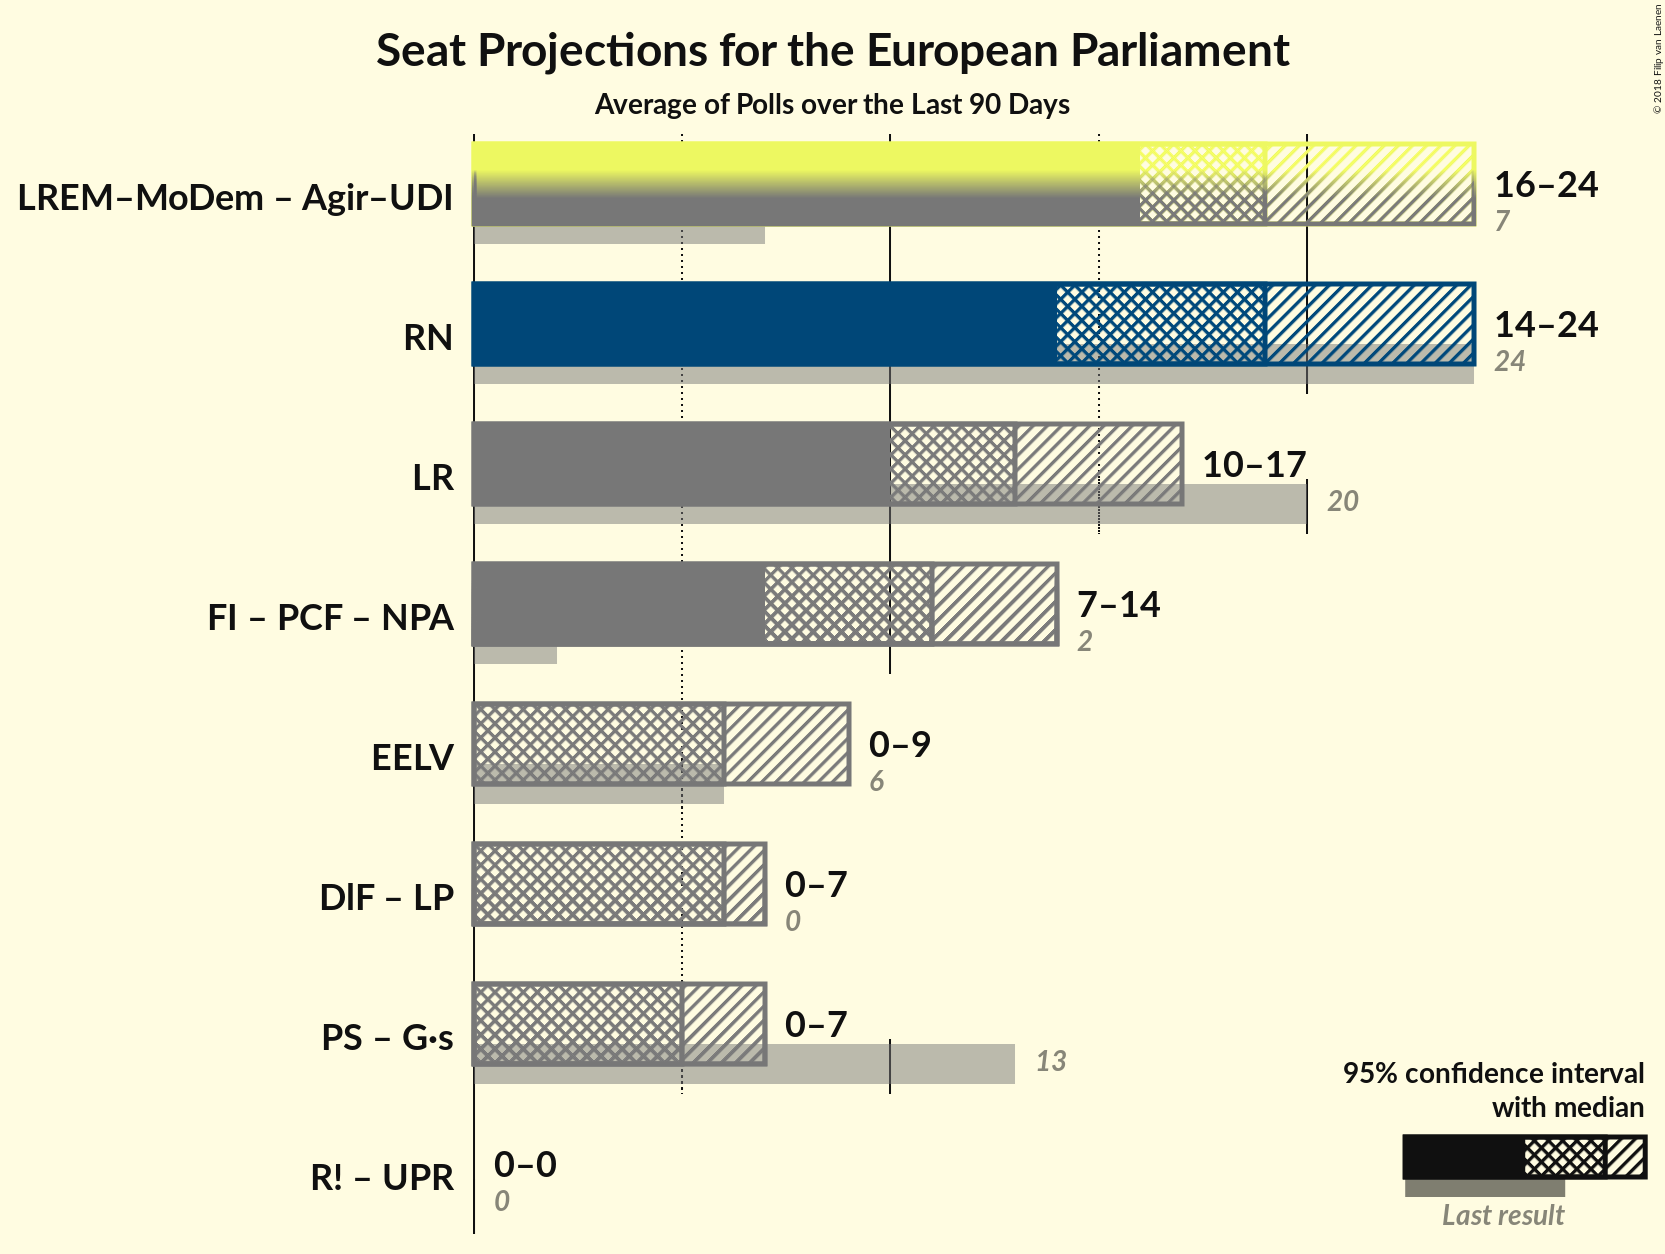 Seat Projections for the European Parliament
Average of Polls over the Last 90 Days
© 2018 Filip van Laenen
LREM–MoDem – Agir–UDI
16–24
7
RN
14–24
24
LR
10–17
20
FI – PCF – NPA
7–14
2
EELV
0–9
6
DlF – LP
0–7
0
PS – G·s
0–7
13
R! – UPR
0–0
0
95% confidence interval
with median
Last result